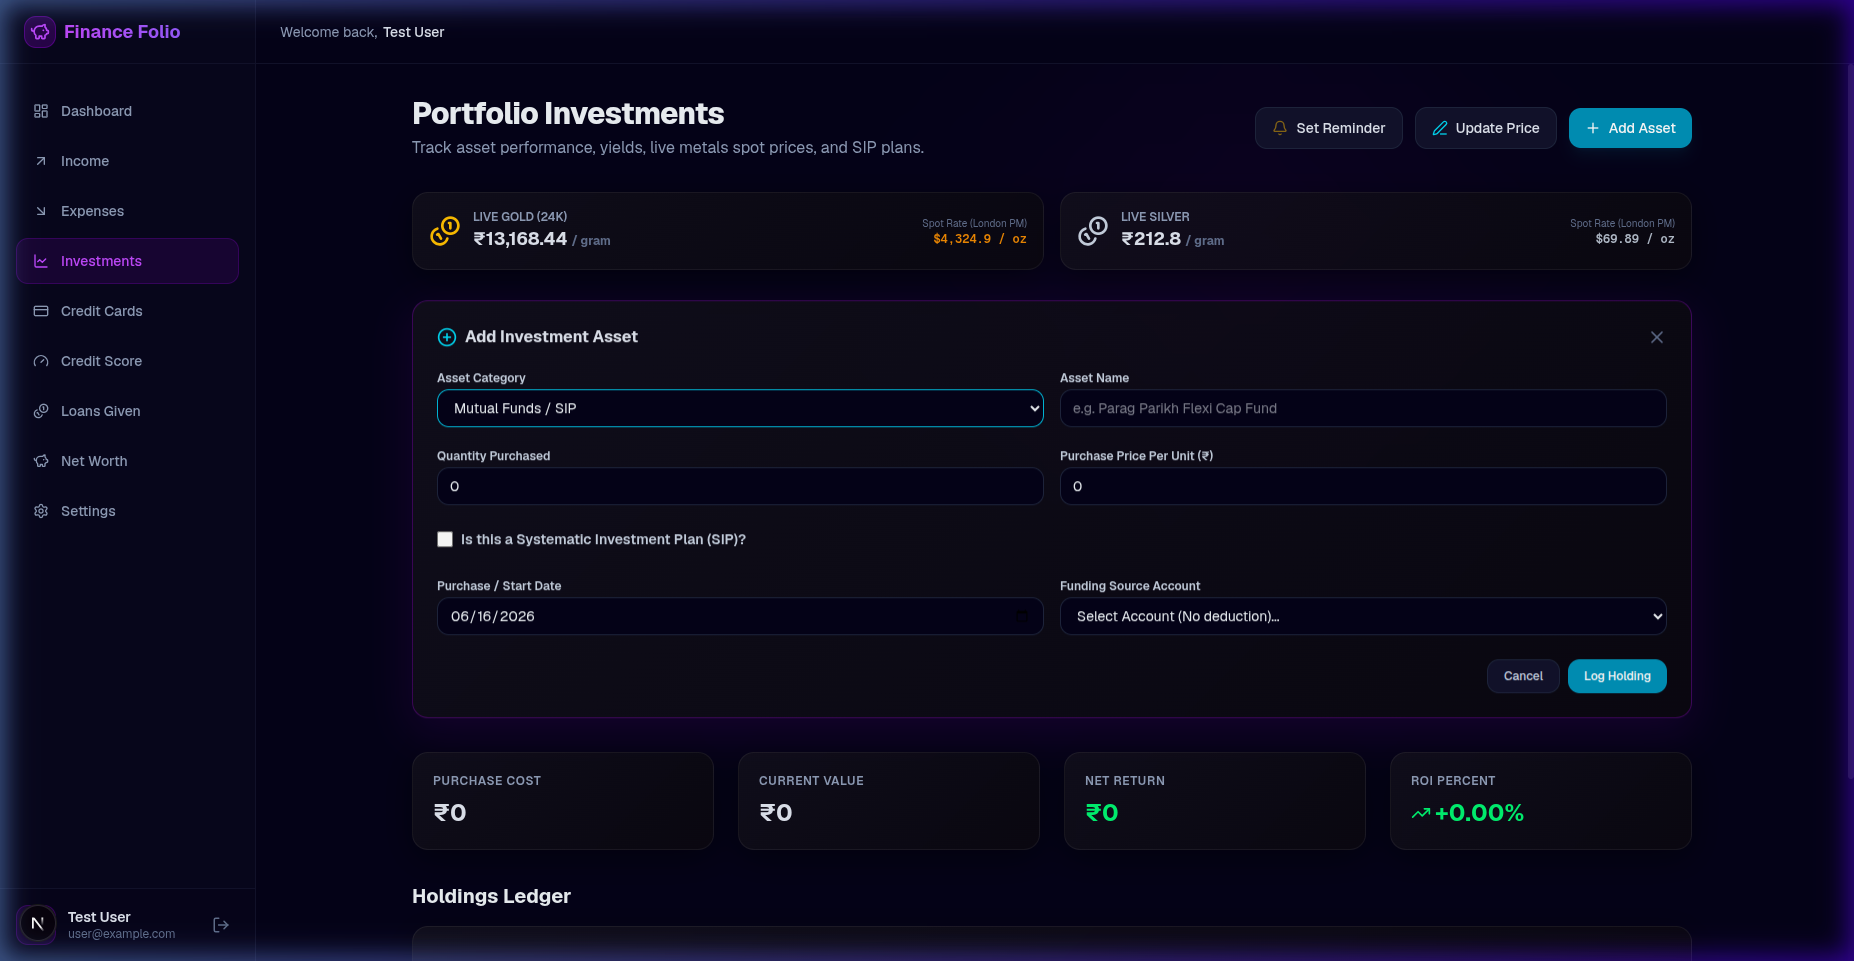 Finance Folio
Welcome back, Test User
Dashboard
Income
Expenses
Investments
Credit Cards
Credit Score
Loans Given
Net Worth
Settings
Test User
user@example.com
N
Portfolio Investments
Track asset performance, yields, live metals spot prices, and SIP plans.
Set Reminder
Update Price
Add Asset
LIVE GOLD (24K)
₹13,168.44 / gram
Spot Rate (London PM)
$4,324.9 / oz
LIVE SILVER
₹212.8 / gram
Spot Rate (London PM)
$69.89 / oz
Add Investment Asset
Asset Category
Mutual Funds / SIP
Asset Name
e.g. Parag Parikh Flexi Cap Fund
Quantity Purchased
0
Purchase Price Per Unit (₹)
0
Is this a Systematic Investment Plan (SIP)?
Purchase / Start Date
06/16/2026
Funding Source Account
Select Account (No deduction)...
Cancel
Log Holding
PURCHASE COST
₹0
CURRENT VALUE
₹0
NET RETURN
₹0
ROI PERCENT
+0.00%
Holdings Ledger